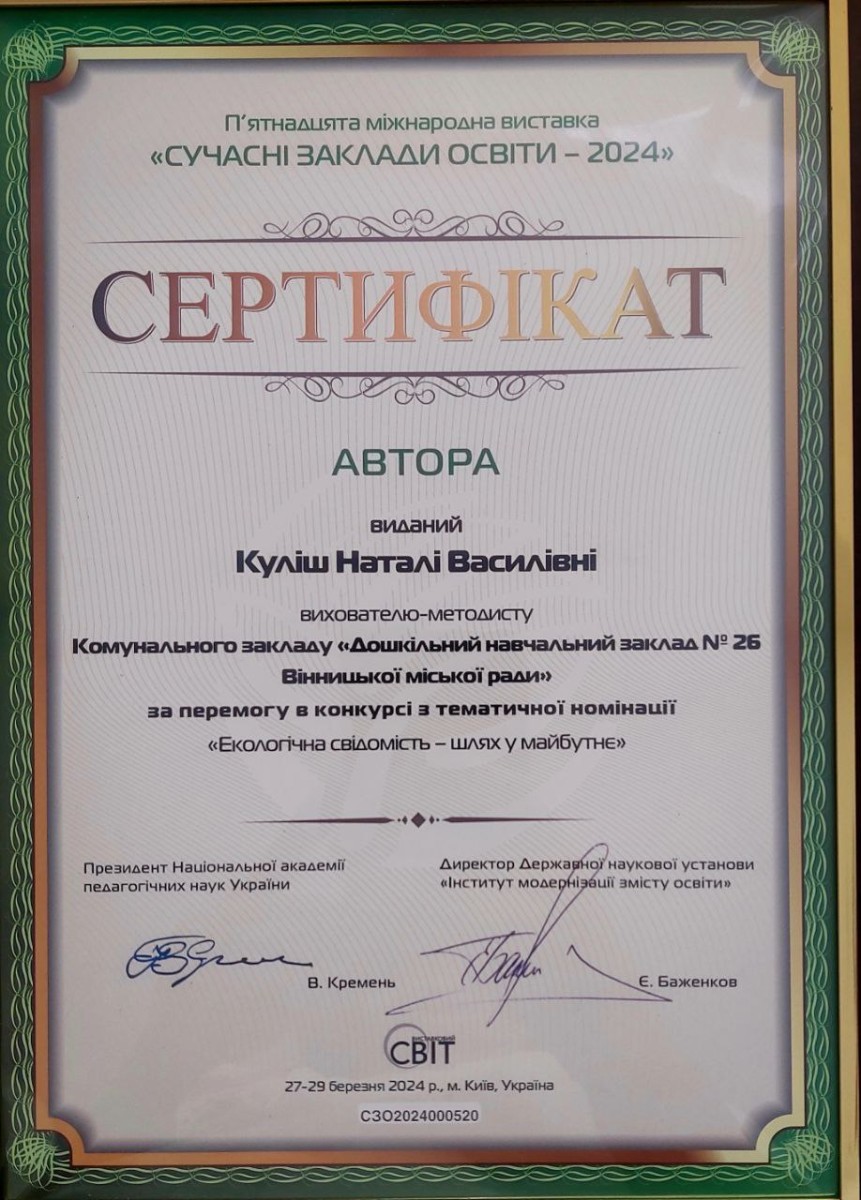 П'ятнадцята міжнародна виставка
«СУЧАСНІ ЗАКЛАДИ ОСВІТИ – 2024»
СЕРТИФІКАТ
АВТОРА
виданий
Куліш Наталі Василівні
вихователю-методисту
Комунального закладу «Дошкільний навчальний заклад № 26
Вінницької міської ради»
за перемогу в конкурсі з тематичної номінації
«Екологічна свідомість – шлях у майбутнє»
Президент Національної академії
педагогічних наук України
В. Кремень
Директор Державної наукової установи
«Інститут модернізації змісту освіти»
Є. Баженков
ВИСТАВКОВИЙ
СВІТ
27-29 березня 2024 р., м. Київ, Україна
СЗО2024000520